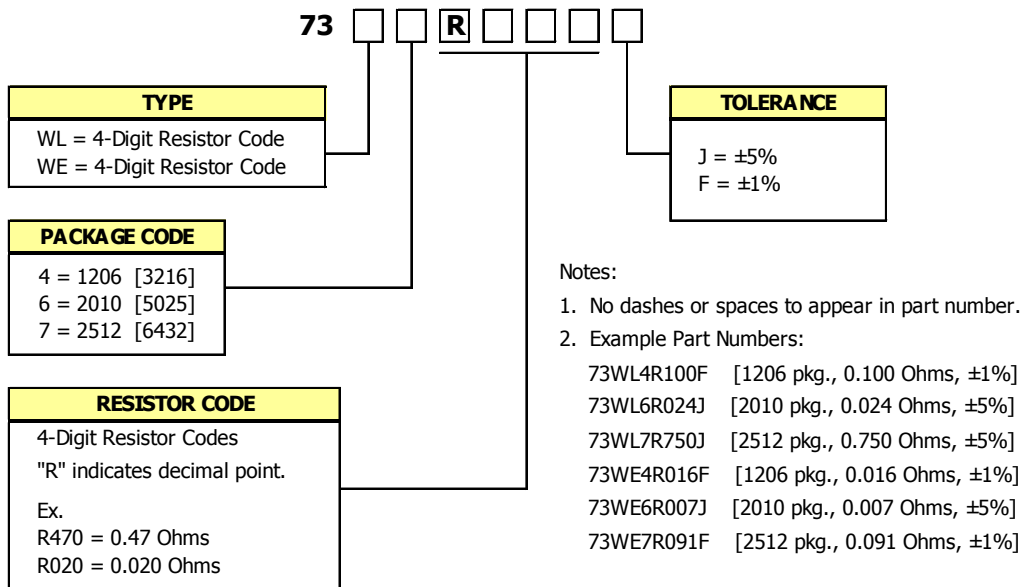 73 R
TYPE
WL = 4-Digit Resistor Code
WE = 4-Digit Resistor Code
TOLERANCE
J = ±5%
F = ±1%
PACKAGE CODE
4 = 1206 [3216]
6 = 2010 [5025]
7 = 2512 [6432]
RESISTOR CODE
4-Digit Resistor Codes
"R" indicates decimal point.
Ex.
R470 = 0.47 Ohms
R020 = 0.020 Ohms
Notes:
1. No dashes or spaces to appear in part number.
2. Example Part Numbers:
73WL4R100F [1206 pkg., 0.100 Ohms, ±1%]
73WL6R024J [2010 pkg., 0.024 Ohms, ±5%]
73WL7R750J [2512 pkg., 0.750 Ohms, ±5%]
73WE4R016F [1206 pkg., 0.016 Ohms, ±1%]
73WE6R007J [2010 pkg., 0.007 Ohms, ±5%]
73WE7R091F [2512 pkg., 0.091 Ohms, ±1%]